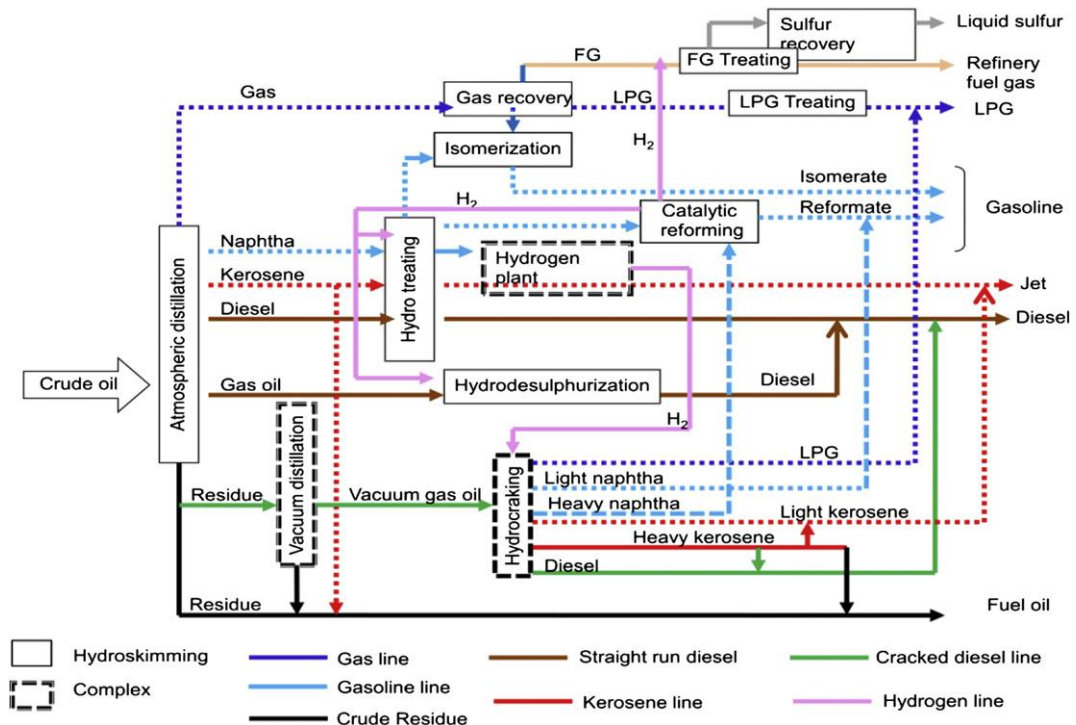 Sulfur
recovery
Liquid sulfur
FG
FG Treating
Refinery
fuel gas
Gas
Gas recovery
LPG
LPG Treating
LPG
H2
Isomerization
Isomerate
H2
Catalytic
reforming
Reformate
Gasoline
Naphtha
Hydrogen
plant
Kerosene
Jet
Diesel
Diesel
Hydro treating
Atmospheric distillation
Crude oil
Gas oil
Hydrodesulphurization
Diesel
H2
Vacuum distillation
LPG
Residue
Vacuum gas oil
Hydrocraking
Light naphtha
Heavy naphtha
Light kerosene
Heavy kerosene
Diesel
Residue
Fuel oil
Hydroskimming
Gas line
Straight run diesel
Cracked diesel line
Complex
Gasoline line
Kerosene line
Hydrogen line
Crude Residue